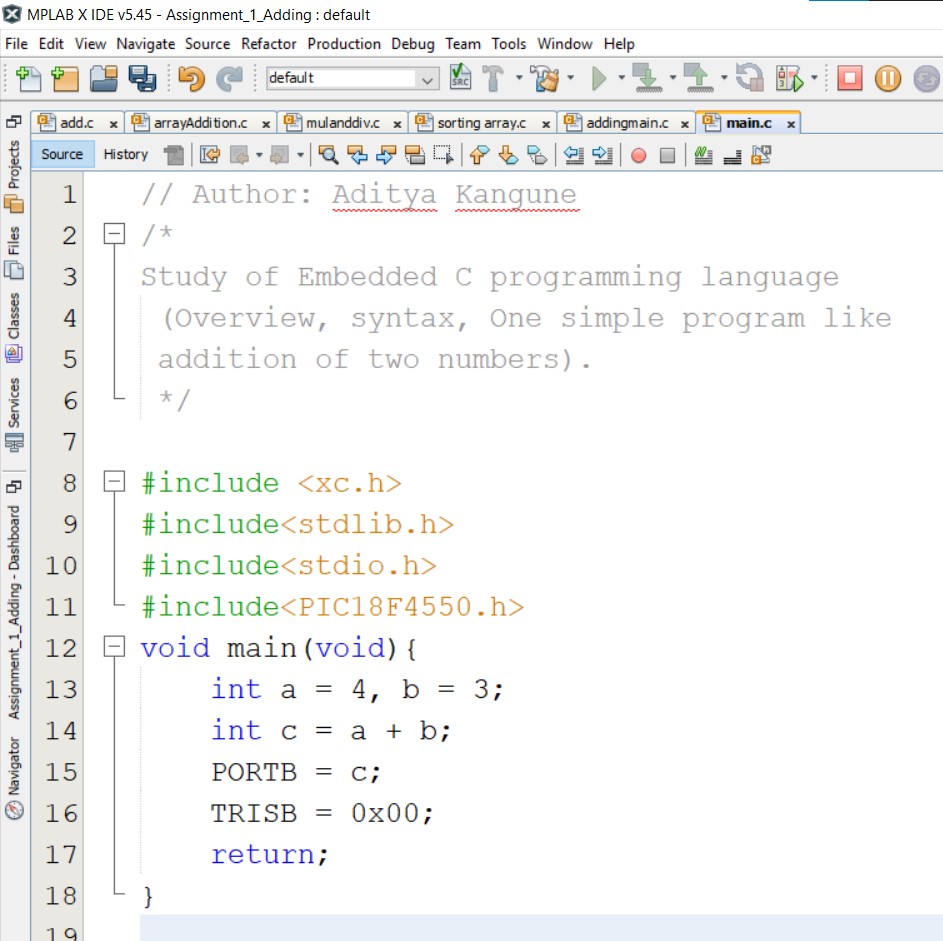 MPLAB X IDE v5.45 - Assignment_1_Adding : default
File Edit View Navigate Source Refactor Production Debug Team Tools Window Help
default
add.c x arrayAddition.c x mulanddiv.c x sorting array.c x addingmain.c x main.c x
Source History
Projects
Files
Classes
Services
Assignment_1_Adding - Dashboard
Navigator
1 // Author: Aditya Kangune
2 /*
3 Study of Embedded C programming language
4 (Overview, syntax, One simple program like
5 addition of two numbers).
6 */
7
8 #include <xc.h>
9 #include<stdlib.h>
10 #include<stdio.h>
11 #include<PIC18F4550.h>
12 void main(void){
13 int a = 4, b = 3;
14 int c = a + b;
15 PORTB = c;
16 TRISB = 0x00;
17 return;
18 }
19